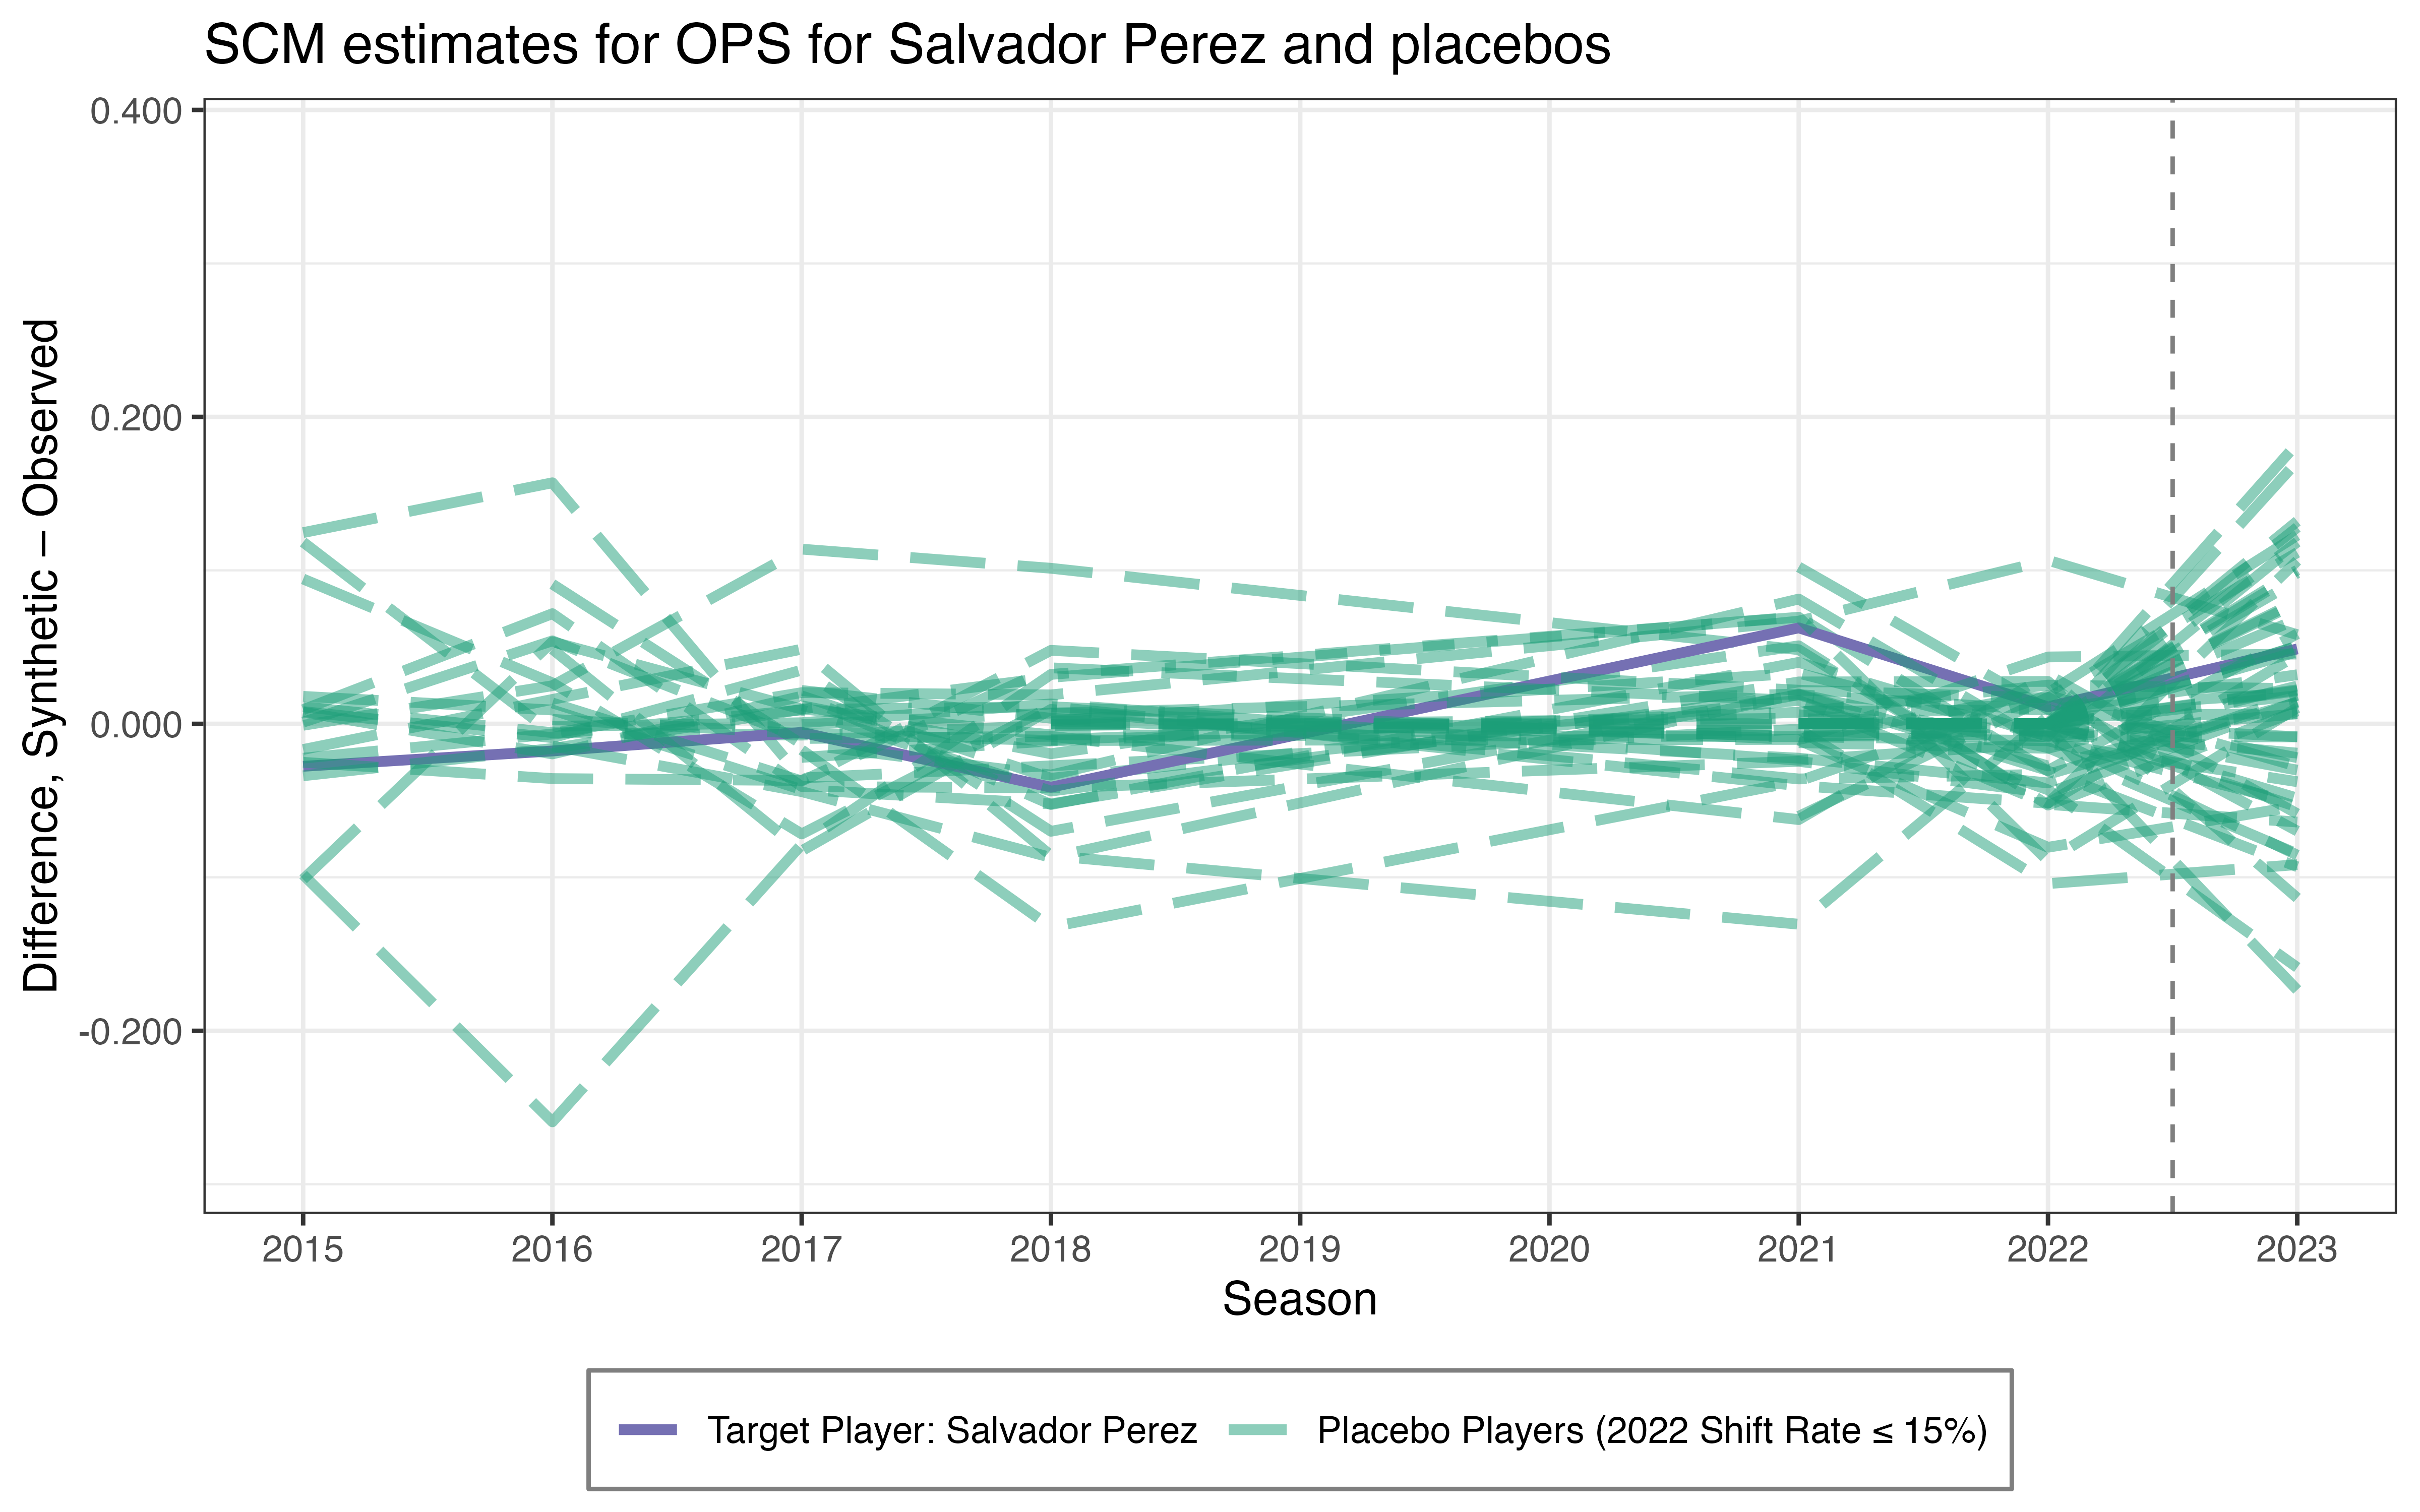 SCM estimates for OPS for Salvador Perez and placebos
Difference, Synthetic − Observed
0.400
0.200
0.000
-0.200
2015 2016 2017 2018 2019 2020 2021 2022 2023
Season
Target Player: Salvador Perez Placebo Players (2022 Shift Rate ≤ 15%)